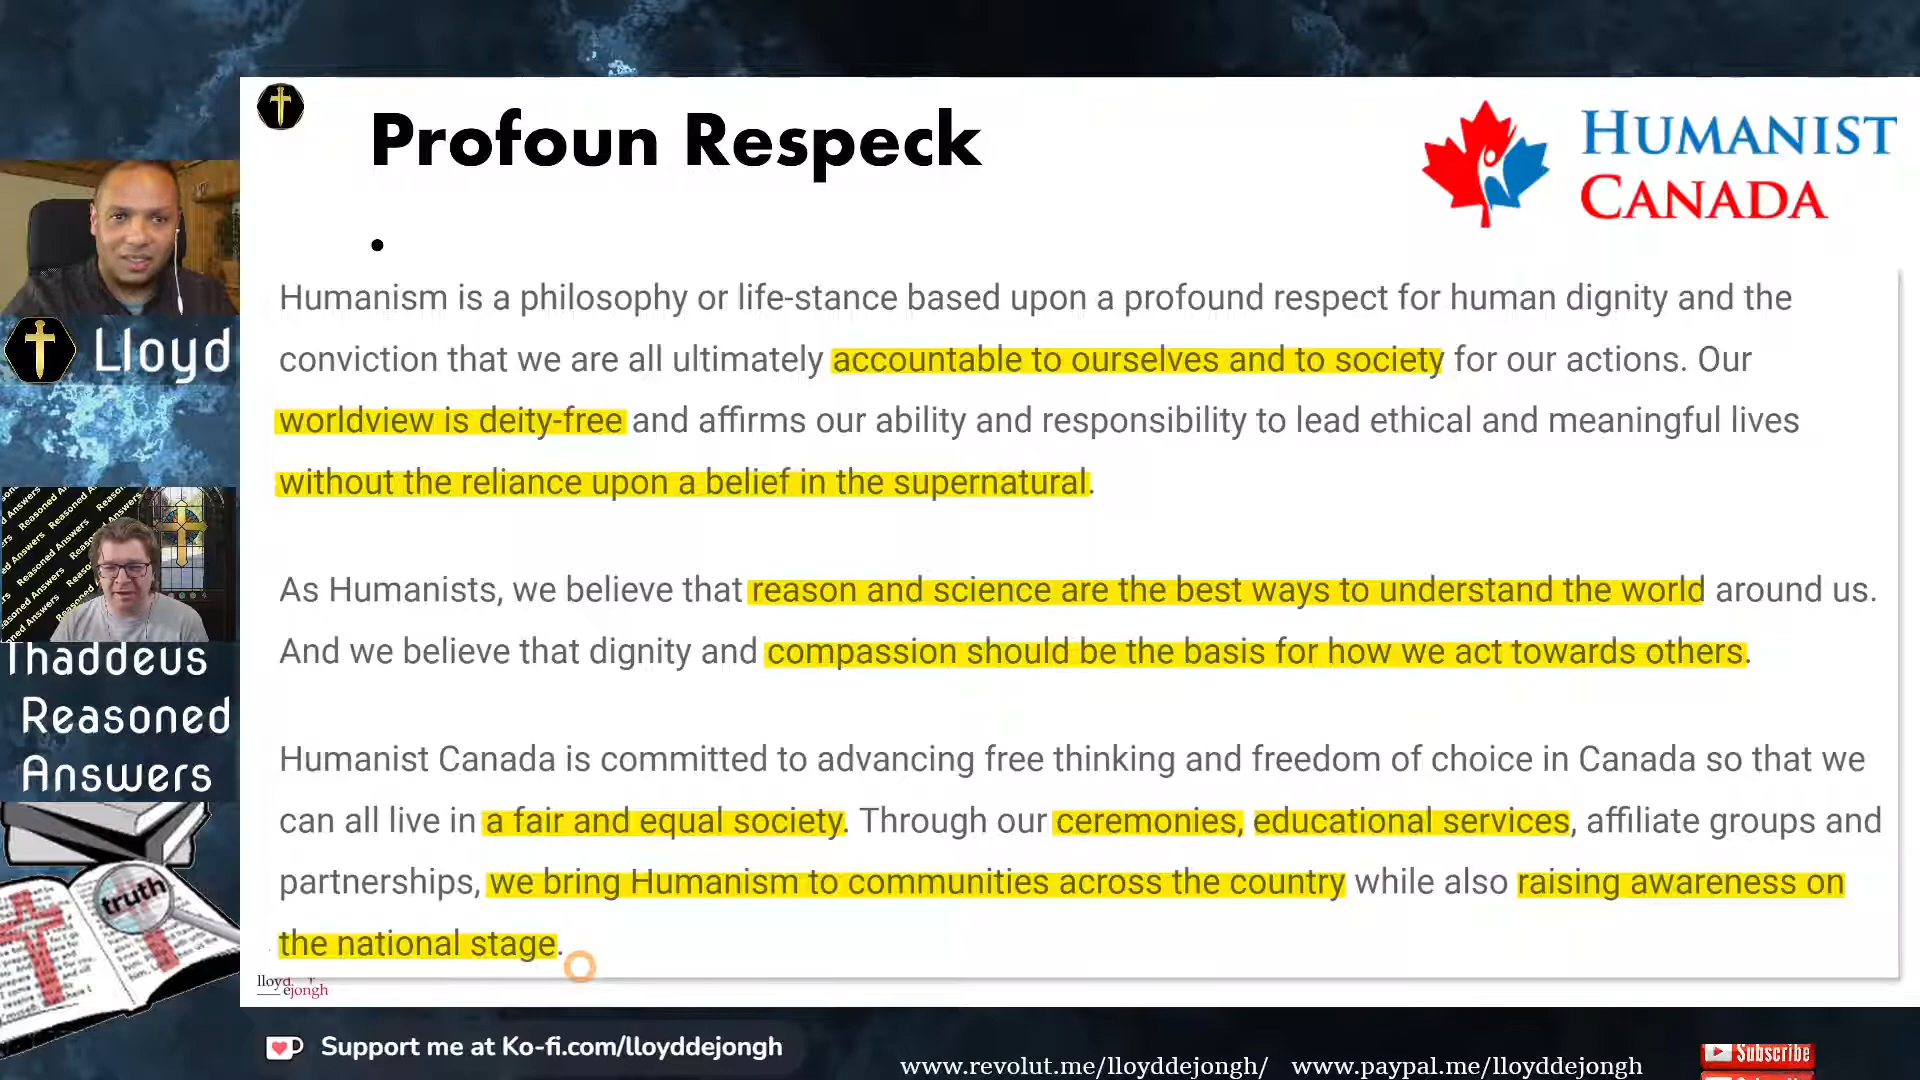 Profoun Respeck
HUMANIST
CANADA
•
Humanism is a philosophy or life-stance based upon a profound respect for human dignity and the
conviction that we are all ultimately accountable to ourselves and to society for our actions. Our
worldview is deity-free and affirms our ability and responsibility to lead ethical and meaningful lives
without the reliance upon a belief in the supernatural.
As Humanists, we believe that reason and science are the best ways to understand the world around us.
And we believe that dignity and compassion should be the basis for how we act towards others.
Humanist Canada is committed to advancing free thinking and freedom of choice in Canada so that we
can all live in a fair and equal society. Through our ceremonies, educational services, affiliate groups and
partnerships, we bring Humanism to communities across the country while also raising awareness on
the national stage.
Lloyd
Reasoned Answers
Thaddeus
Reasoned
Answers
truth
lloyd
ejongh
Support me at Ko-fi.com/lloyddejongh
www.revolut.me/lloyddejongh/ www.paypal.me/lloyddejongh
Subscribe